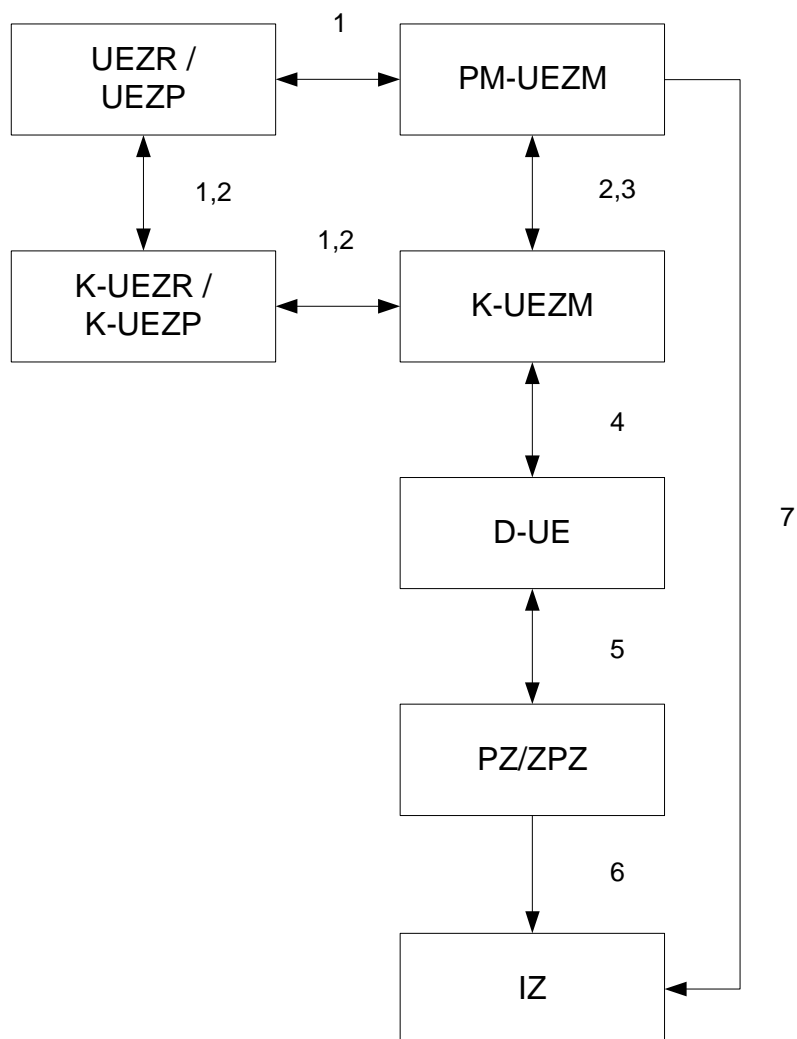 1
UEZR /
UEZP
PM-UEZM
1,2
2,3
1,2
K-UEZR /
K-UEZP
K-UEZM
4
D-UE
7
5
PZ/ZPZ
6
IZ